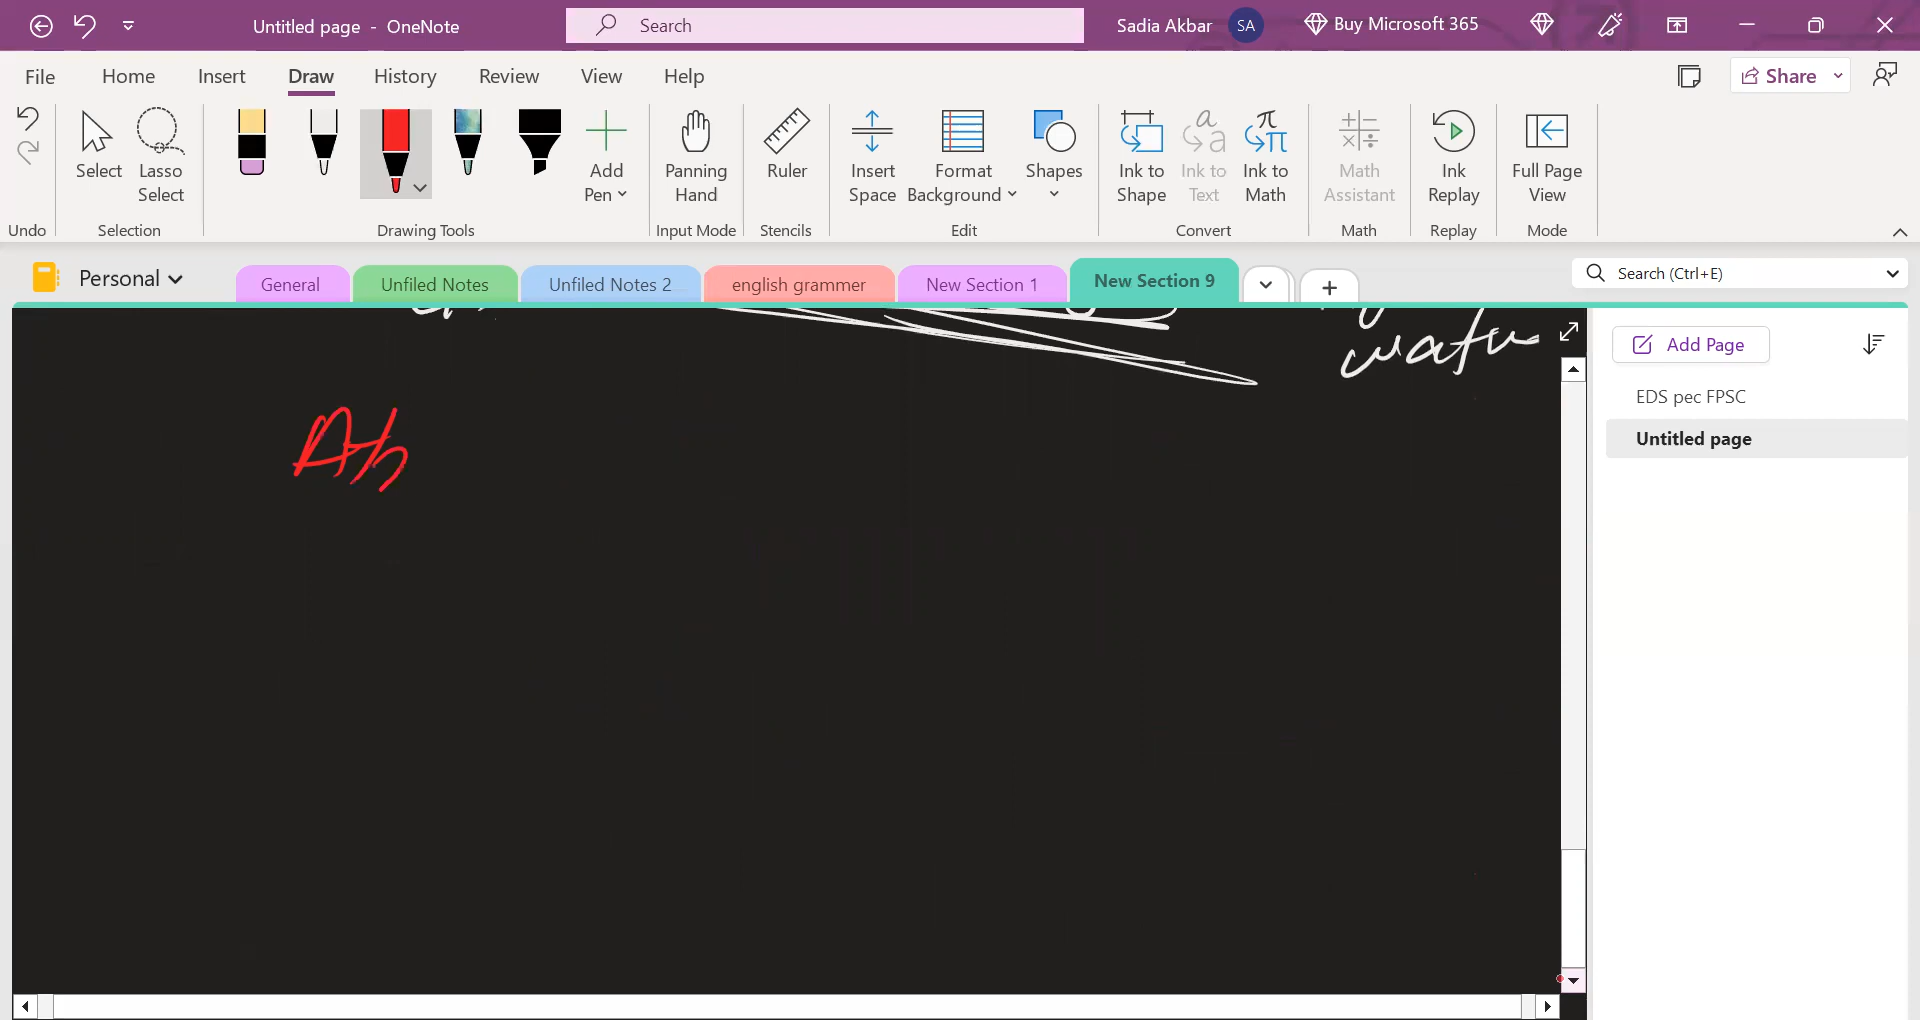 Untitled page - OneNote
Search
Sadia Akbar SA
Buy Microsoft 365
File Home Insert Draw History Review View Help
Share
Select
Lasso Select
Add Pen
Panning Hand
Ruler
Insert Space
Format Background
Shapes
Ink to Shape
Ink to Text
Ink to Math
Math Assistant
Ink Replay
Full Page View
Undo Selection Drawing Tools Input Mode Stencils Edit Convert Math Replay Mode
Personal
General
Unfiled Notes
Unfiled Notes 2
english grammer
New Section 1
New Section 9
Search (Ctrl+E)
Add Page
EDS pec FPSC
Untitled page